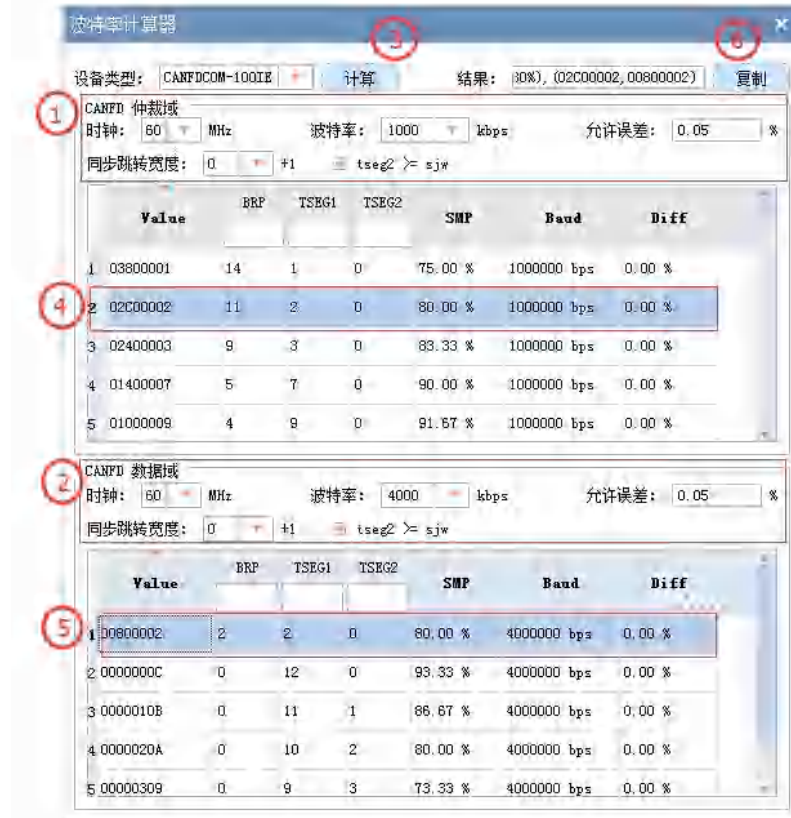 波特率计算器 ×
3 6
设备类型： CANFDCOM-100IE 计算 结果： 30%), (02C00002,00800002) 复制
1 CANFD 仲裁域
时钟： 60 MHz 波特率： 1000 kbps 允许误差： 0.05 %
同步跳转宽度： 0 +1 tseg2 >= sjw
Value BRP TSEG1 TSEG2 SMP Baud Diff
1 03800001 14 1 0 75.00 % 1000000 bps 0.00 %
4 2 02C00002 11 2 0 80.00 % 1000000 bps 0.00 %
3 02400003 9 3 0 83.33 % 1000000 bps 0.00 %
4 01400007 5 7 0 90.00 % 1000000 bps 0.00 %
5 01000009 4 9 0 91.67 % 1000000 bps 0.00 %
2 CANFD 数据域
时钟： 60 MHz 波特率： 4000 kbps 允许误差： 0.05 %
同步跳转宽度： 0 +1 tseg2 >= sjw
Value BRP TSEG1 TSEG2 SMP Baud Diff
5 1 00800002 2 2 0 80.00 % 4000000 bps 0.00 %
2 0000000C 0 12 0 93.33 % 4000000 bps 0.00 %
3 0000010B 0 11 1 86.67 % 4000000 bps 0.00 %
4 0000020A 0 10 2 80.00 % 4000000 bps 0.00 %
5 00000309 0 9 3 73.33 % 4000000 bps 0.00 %